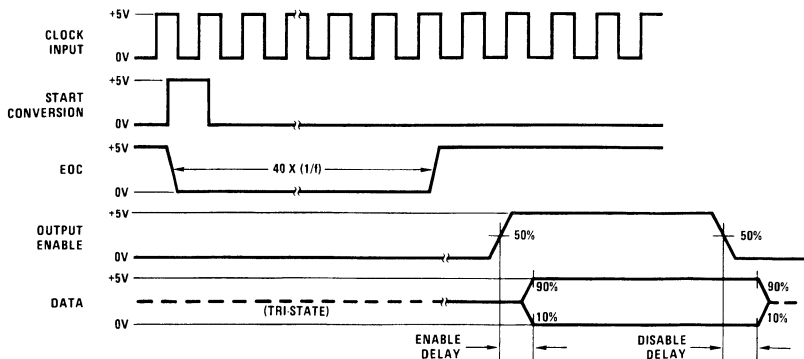 +5V
CLOCK
INPUT
0V
+5V
START
CONVERSION
0V
+5V
EOC
40 X (1/f)
0V
+5V
OUTPUT
ENABLE
50%
50%
0V
+5V
90%
90%
DATA
(TRI-STATE)
10%
10%
0V
ENABLE
DELAY
DISABLE
DELAY